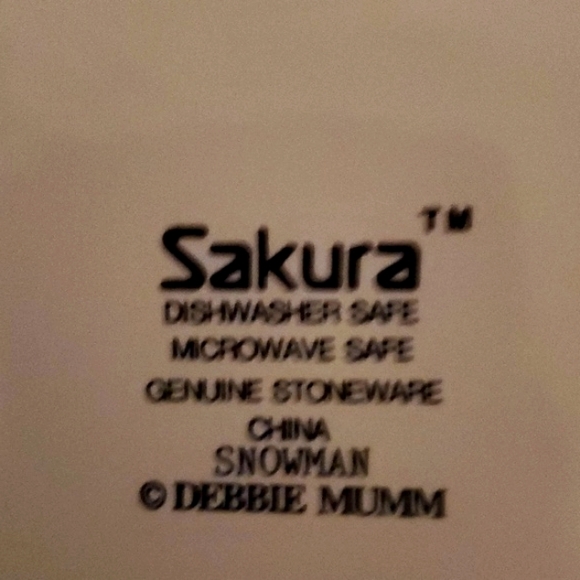 Sakura™
DISHWASHER SAFE
MICROWAVE SAFE
GENUINE STONEWARE
CHINA
SNOWMAN
© DEBBIE MUMM